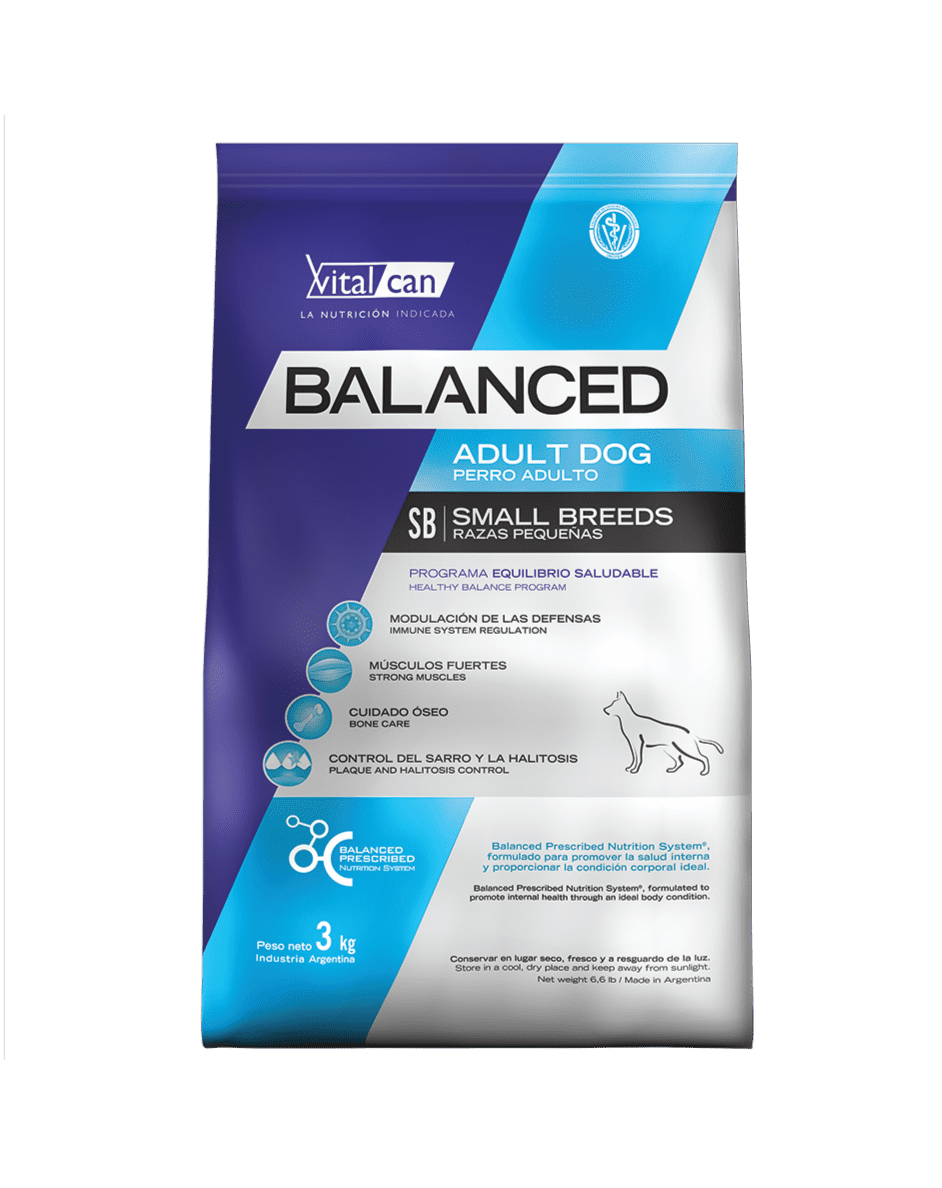 Vital can
LA NUTRICIÓN INDICADA
BALANCED
ADULT DOG
PERRO ADULTO
SB
SMALL BREEDS
RAZAS PEQUEÑAS
PROGRAMA EQUILIBRIO SALUDABLE
HEALTHY BALANCE PROGRAM
MODULACIÓN DE LAS DEFENSAS
IMMUNE SYSTEM REGULATION
MÚSCULOS FUERTES
STRONG MUSCLES
CUIDADO ÓSEO
BONE CARE
CONTROL DEL SARRO Y LA HALITOSIS
PLAQUE AND HALITOSIS CONTROL
BALANCED
PRESCRIBED
NUTRITION SYSTEM
Balanced Prescribed Nutrition System®,
formulado para promover la salud interna
y proporcionar la condición corporal ideal.
Balanced Prescribed Nutrition System®, formulated to
promote internal health through an ideal body condition.
Peso neto 3 kg
Industria Argentina
Conservar en lugar seco, fresco y a resguardo de la luz.
Store in a cool, dry place and keep away from sunlight.
Net weight 6,6 lb / Made in Argentina